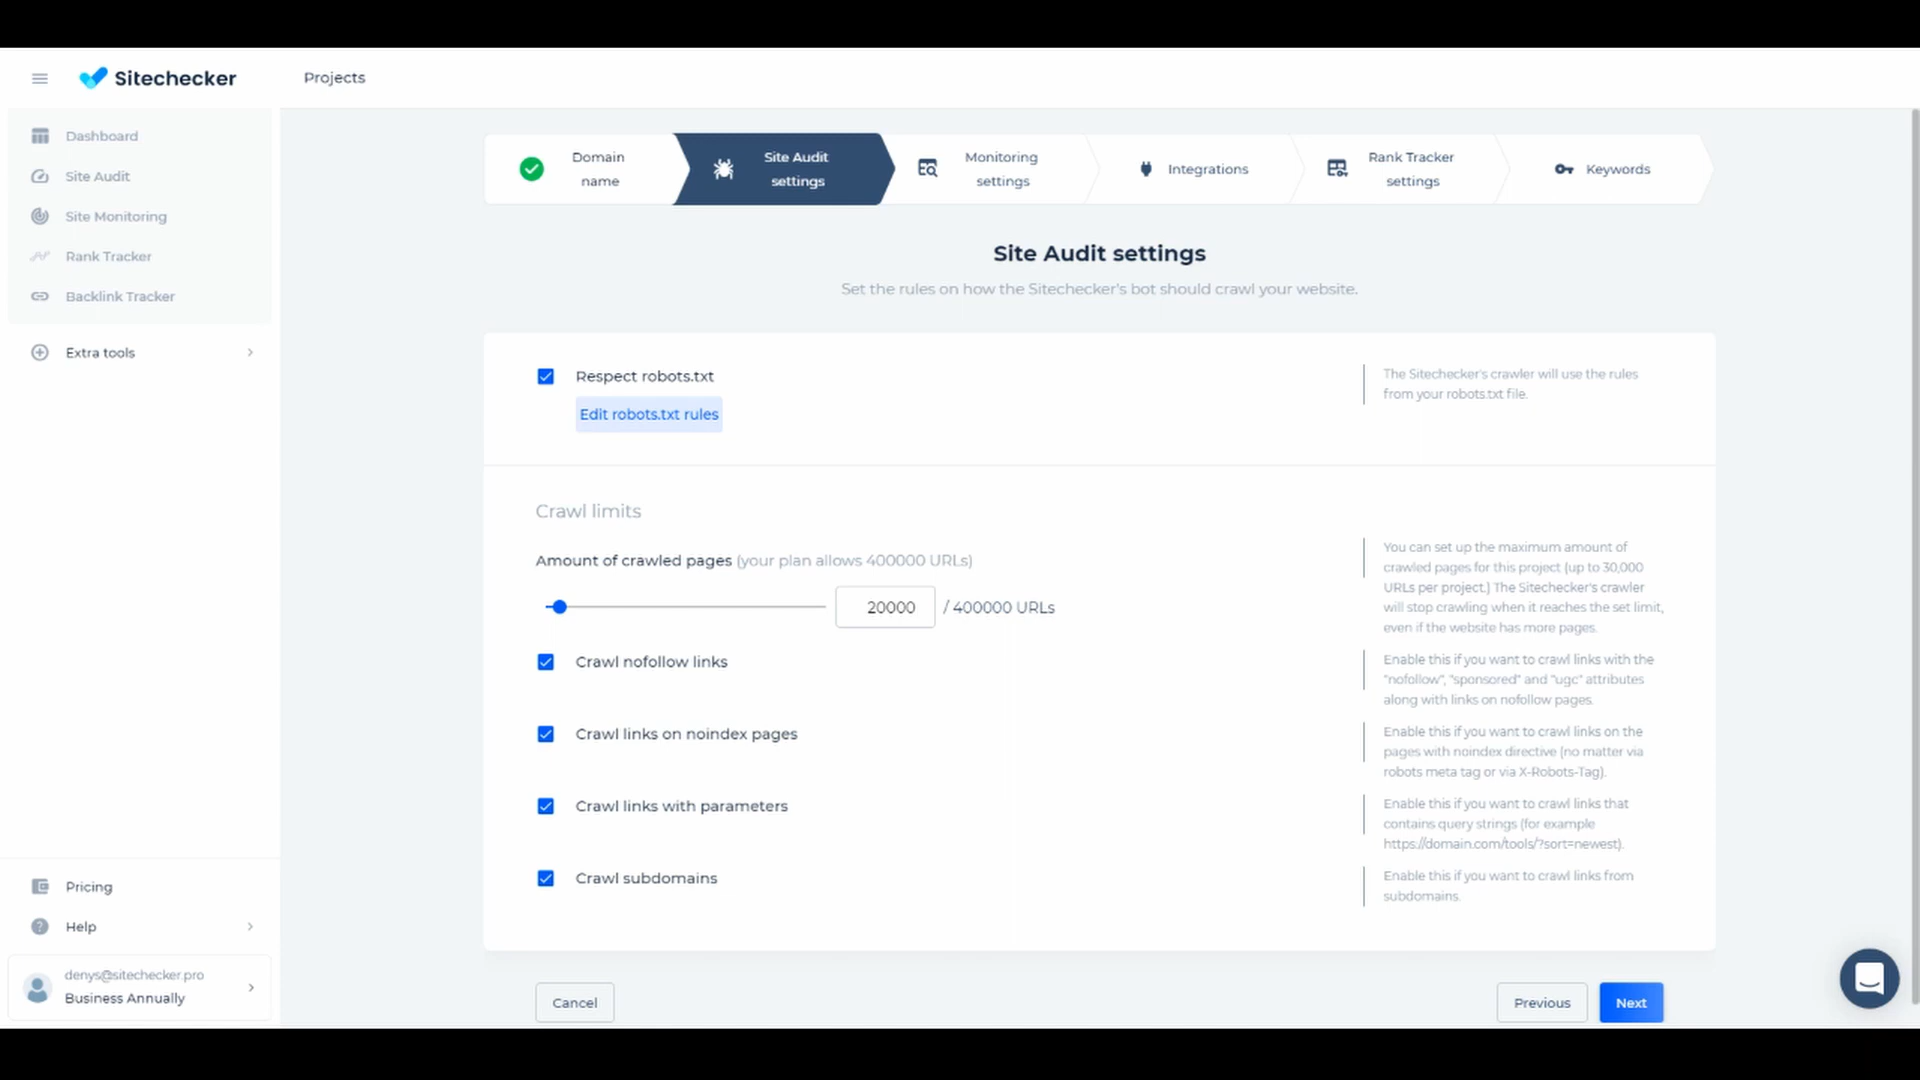 Sitechecker
Projects
Dashboard
Site Audit
Site Monitoring
Rank Tracker
Backlink Tracker
Extra tools
Pricing
Help
denys@sitechecker.pro
Business Annually
Domain
name
Site Audit
settings
Monitoring
settings
Integrations
Rank Tracker
settings
Keywords
Site Audit settings
Set the rules on how the Sitechecker's bot should crawl your website.
Respect robots.txt
Edit robots.txt rules
The Sitechecker's crawler will use the rules
from your robots.txt file.
Crawl limits
Amount of crawled pages (your plan allows 400000 URLs)
20000 / 400000 URLs
You can set up the maximum amount of
crawled pages for this project (up to 30,000
URLs per project.) The Sitechecker's crawler
will stop crawling when it reaches the set limit,
even if the website has more pages.
Crawl nofollow links
Enable this if you want to crawl links with the
"nofollow", "sponsored" and "ugc" attributes
along with links on nofollow pages.
Crawl links on noindex pages
Enable this if you want to crawl links on the
pages with noindex directive (no matter via
robots meta tag or via X-Robots-Tag).
Crawl links with parameters
Enable this if you want to crawl links that
contains query strings (for example
https://domain.com/tools/?sort=newest).
Crawl subdomains
Enable this if you want to crawl links from
subdomains.
Cancel
Previous
Next